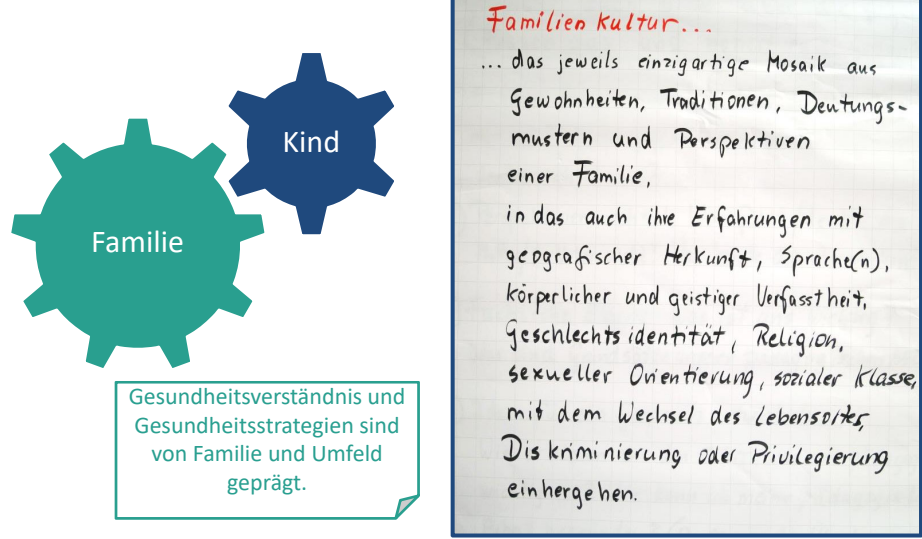 Familie
Kind
Gesundheitsverständnis und
Gesundheitsstrategien sind
von Familie und Umfeld
geprägt.
Familienkultur...
... das jeweils einzigartige Mosaik aus
Gewohnheiten, Traditionen, Deutungs-
mustern und Perspektiven
einer Familie,
in das auch ihre Erfahrungen mit
geografischer Herkunft, Sprache(n),
körperlicher und geistiger Verfasstheit,
Geschlechtsidentität, Religion,
sexueller Orientierung, sozialer Klasse,
mit dem Wechsel des Lebensortes,
Diskriminierung oder Privilegierung
einhergehen.